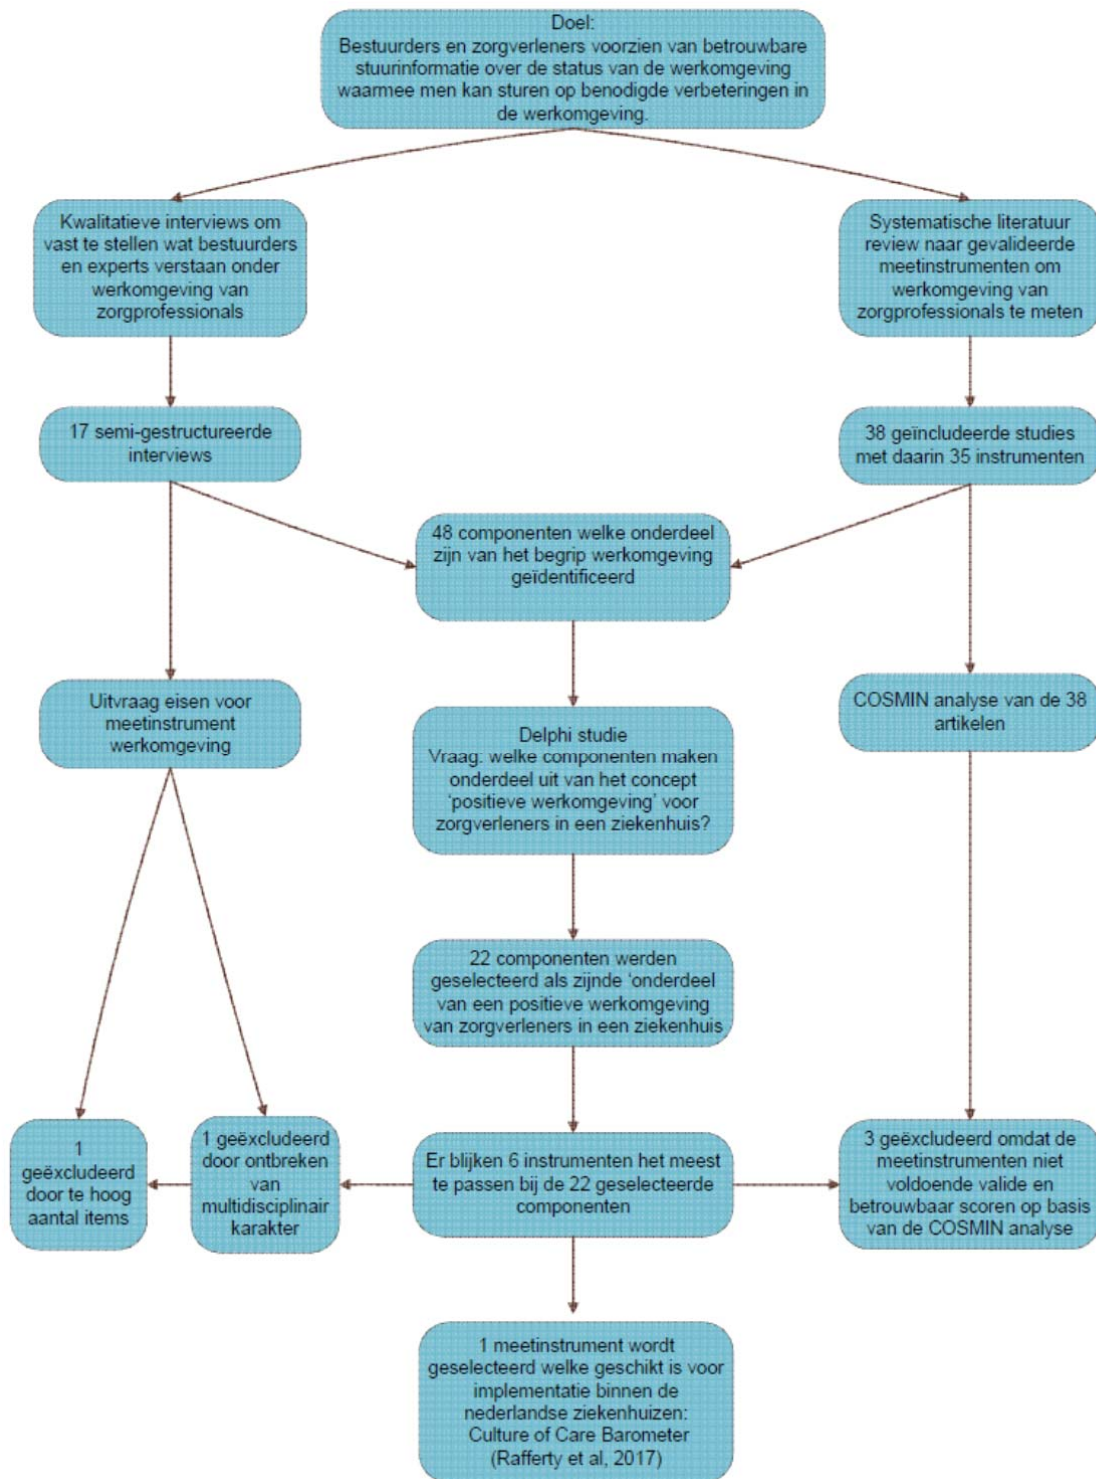 Doel:
Bestuurders en zorgverleners voorzien van betrouwbare
stuurinformatie over de status van de werkomgeving
waarmee men kan sturen op benodigde verbeteringen in
de werkomgeving.
Kwalitatieve interviews om
vast te stellen wat bestuurders
en experts verstaan onder
werkomgeving van
zorgprofessionals
Systematische literatuur
review naar gevalideerde
meetinstrumenten om
werkomgeving van
zorgprofessionals te meten
17 semi-gestructureerde
interviews
38 geïncludeerde studies
met daarin 35 instrumenten
48 componenten welke onderdeel
zijn van het begrip werkomgeving
geïdentificeerd
Uitvraag eisen voor
meetinstrument
werkomgeving
COSMIN analyse van de 38
artikelen
Delphi studie
Vraag: welke componenten maken
onderdeel uit van het concept
‘positieve werkomgeving’ voor
zorgverleners in een ziekenhuis?
22 componenten werden
geselecteerd als zijnde ‘onderdeel
van een positieve werkomgeving
van zorgverleners in een ziekenhuis
1
geëxcludeerd
door te hoog
aantal items
1 geëxcludeerd
door ontbreken
van
multidisciplinair
karakter
Er blijken 6 instrumenten het meest
te passen bij de 22 geselecteerde
componenten
3 geëxcludeerd omdat de
meetinstrumenten niet
voldoende valide en
betrouwbaar scoren op basis
van de COSMIN analyse
1 meetinstrument wordt
geselecteerd welke geschikt is voor
implementatie binnen de
nederlandse ziekenhuizen:
Culture of Care Barometer
(Rafferty et al, 2017)